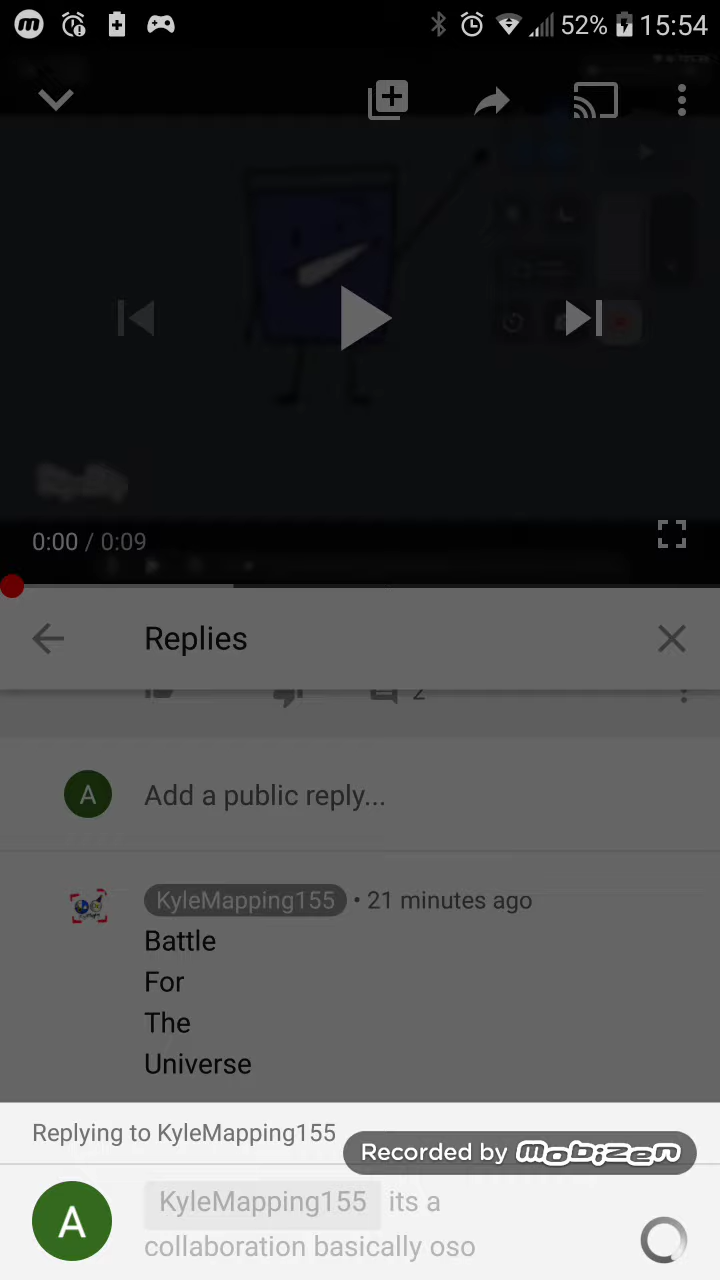 52% 15:54
0:00 / 0:09
Replies
2
A Add a public reply...
KyleMapping155 • 21 minutes ago
Battle
For
The
Universe
Replying to KyleMapping155
Recorded by mobizen
A KyleMapping155 its a
collaboration basically oso